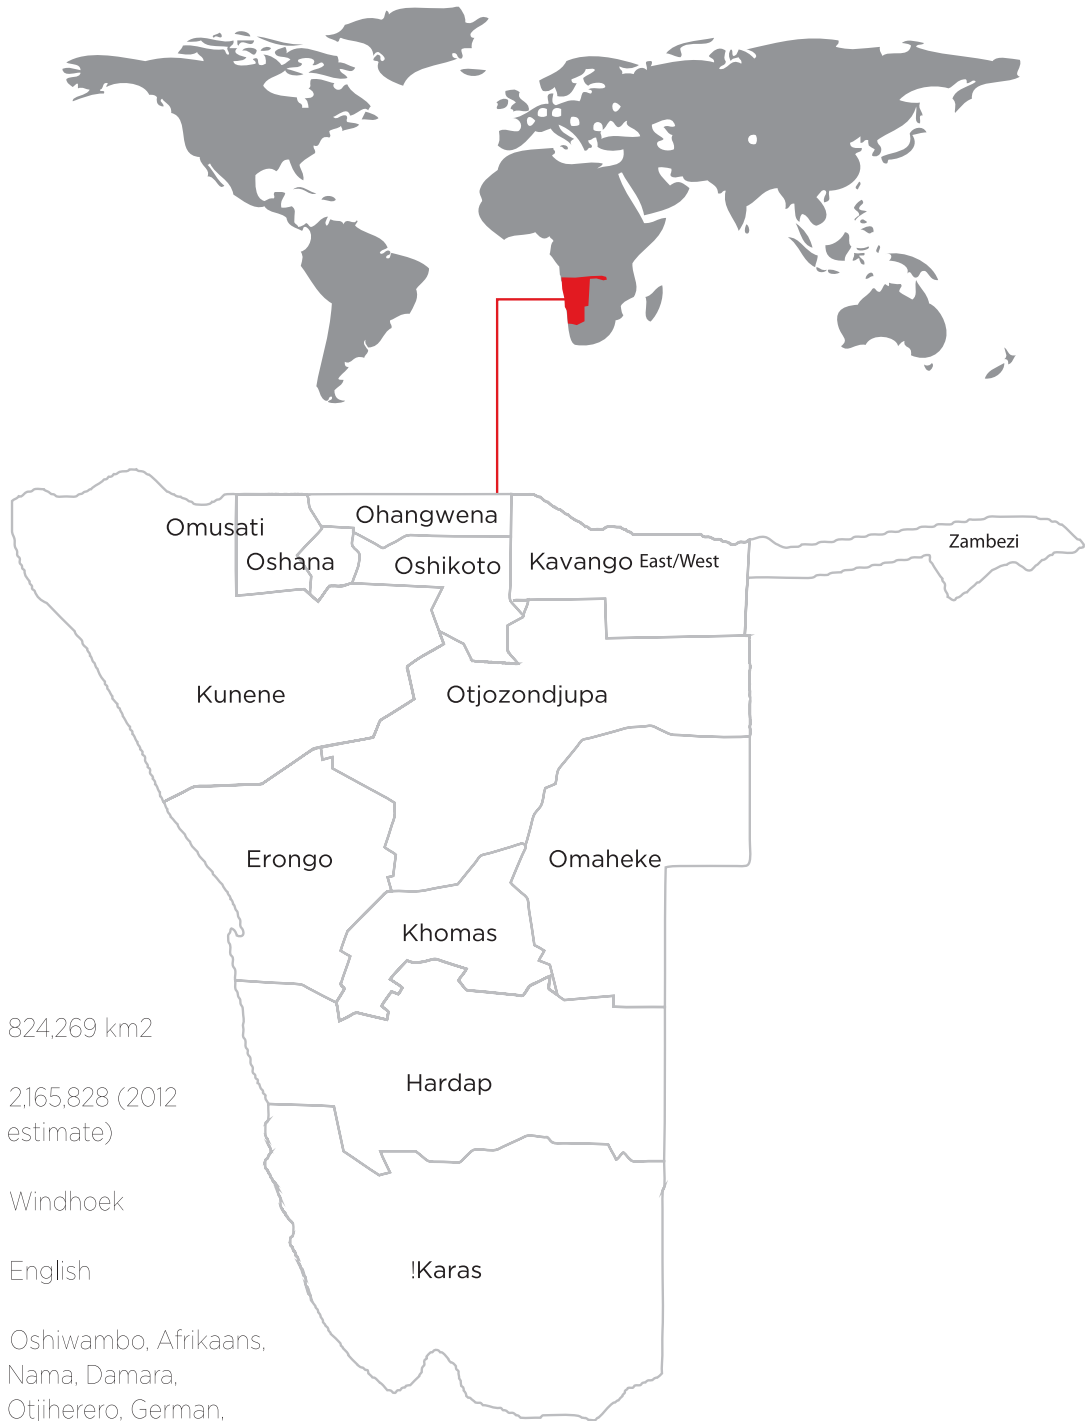 Omusati
Ohangwena
Oshana
Oshikoto
Kavango East/West
Zambezi
Kunene
Otjozondjupa
Erongo
Omaheke
Khomas
824,269 km2
2,165,828 (2012
estimate)
Hardap
Windhoek
English
!Karas
Oshiwambo, Afrikaans,
Nama, Damara,
Otjiherero, German,